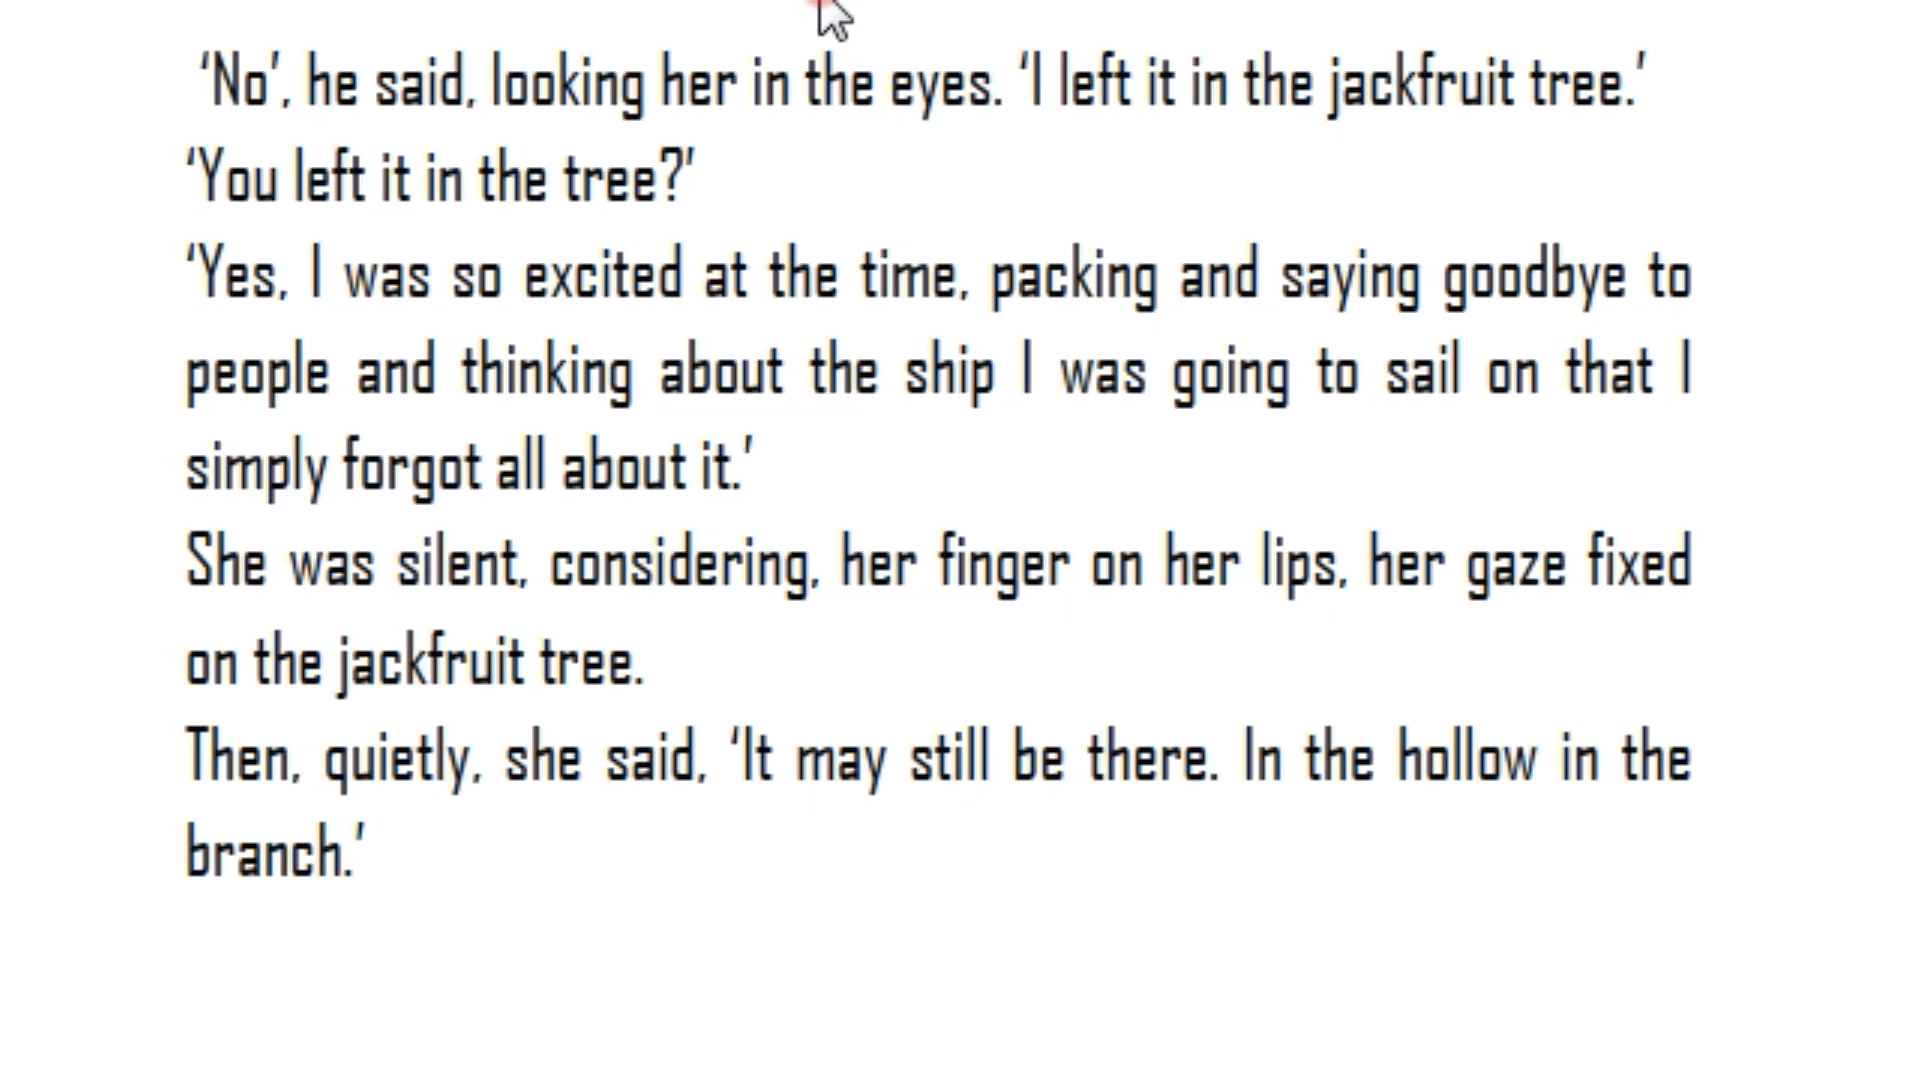 ‘No’, he said, looking her in the eyes. ‘I left it in the jackfruit tree.’
‘You left it in the tree?’
‘Yes, I was so excited at the time, packing and saying goodbye to
people and thinking about the ship I was going to sail on that I
simply forgot all about it.’
She was silent, considering, her finger on her lips, her gaze fixed
on the jackfruit tree.
Then, quietly, she said, ‘It may still be there. In the hollow in the
branch.’